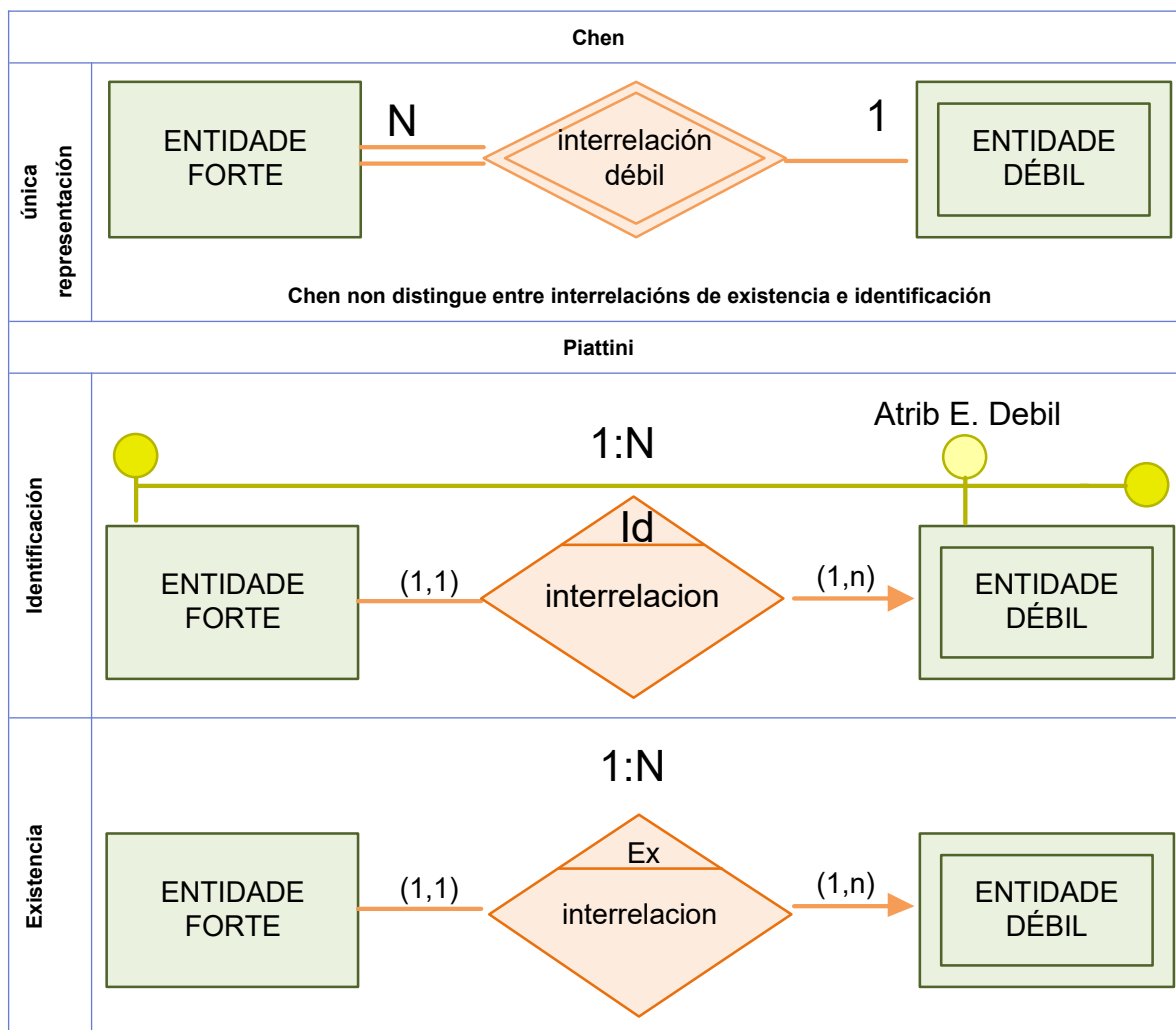 Chen
única
representación
ENTIDADE
FORTE
N
interrelación
débil
1
ENTIDADE
DÉBIL
Chen non distingue entre interrelacións de existencia e identificación
Piattini
Identificación
1:N
Atrib E. Debil
ENTIDADE
FORTE
(1,1)
Id
interrelacion
(1,n)
ENTIDADE
DÉBIL
Existencia
1:N
ENTIDADE
FORTE
(1,1)
Ex
interrelacion
(1,n)
ENTIDADE
DÉBIL